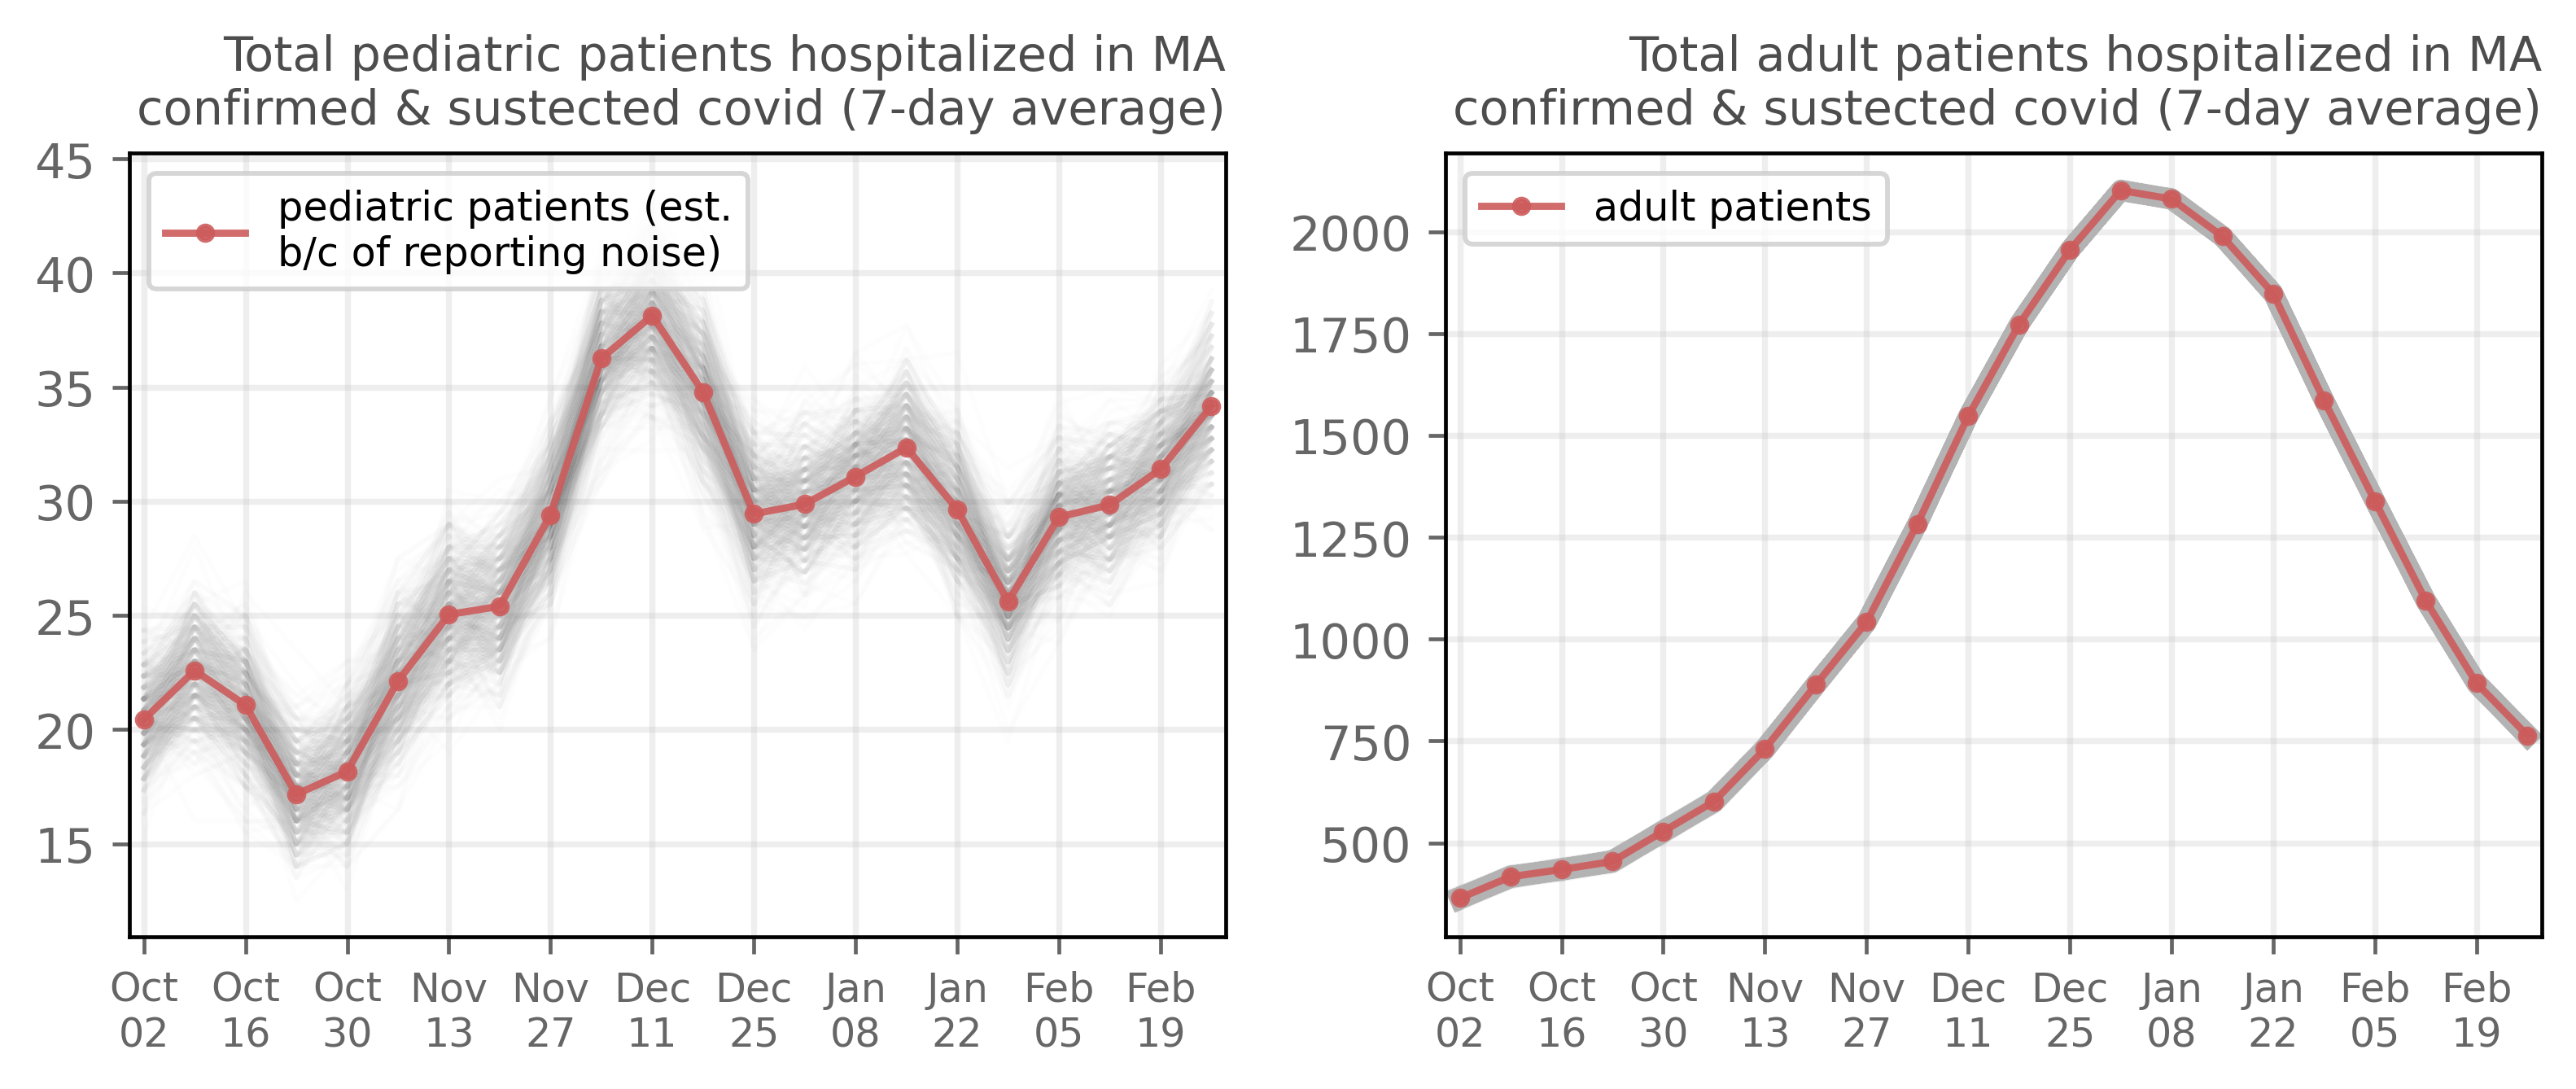 Total pediatric patients hospitalized in MA
confirmed & sustected covid (7-day average)
45
40
35
30
25
20
15
pediatric patients (est.
b/c of reporting noise)
Oct Oct Oct Nov Nov Dec Dec Jan Jan Feb Feb
02 16 30 13 27 11 25 08 22 05 19
Total adult patients hospitalized in MA
confirmed & sustected covid (7-day average)
2000
1750
1500
1250
1000
750
500
adult patients
Oct Oct Oct Nov Nov Dec Dec Jan Jan Feb Feb
02 16 30 13 27 11 25 08 22 05 19